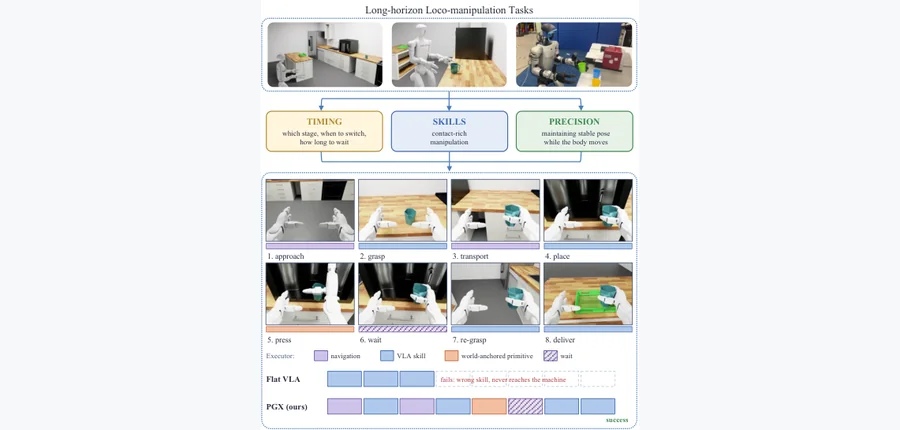 Long-horizon Loco-manipulation Tasks
TIMING
which stage, when to switch,
how long to wait
SKILLS
contact-rich
manipulation
PRECISION
maintaining stable pose
while the body moves
1. approach
2. grasp
3. transport
4. place
5. press
6. wait
7. re-grasp
8. deliver
Executor:
navigation
VLA skill
world-anchored primitive
wait
Flat VLA
fails: wrong skill, never reaches the machine
PGX (ours)
success